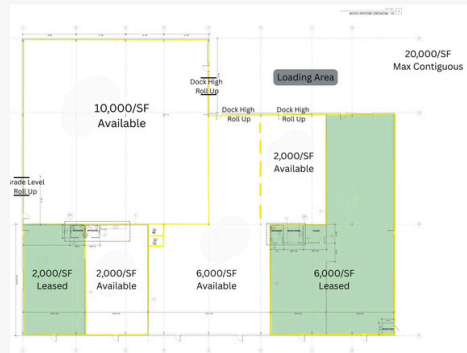 20,000/SF
Max Contiguous
Loading Area
Dock High
Roll Up
10,000/SF
Available
Dock High
Roll Up
Dock High
Roll Up
2,000/SF
Available
rade Level
Roll Up
2,000/SF
Leased
2,000/SF
Available
6,000/SF
Available
6,000/SF
Leased